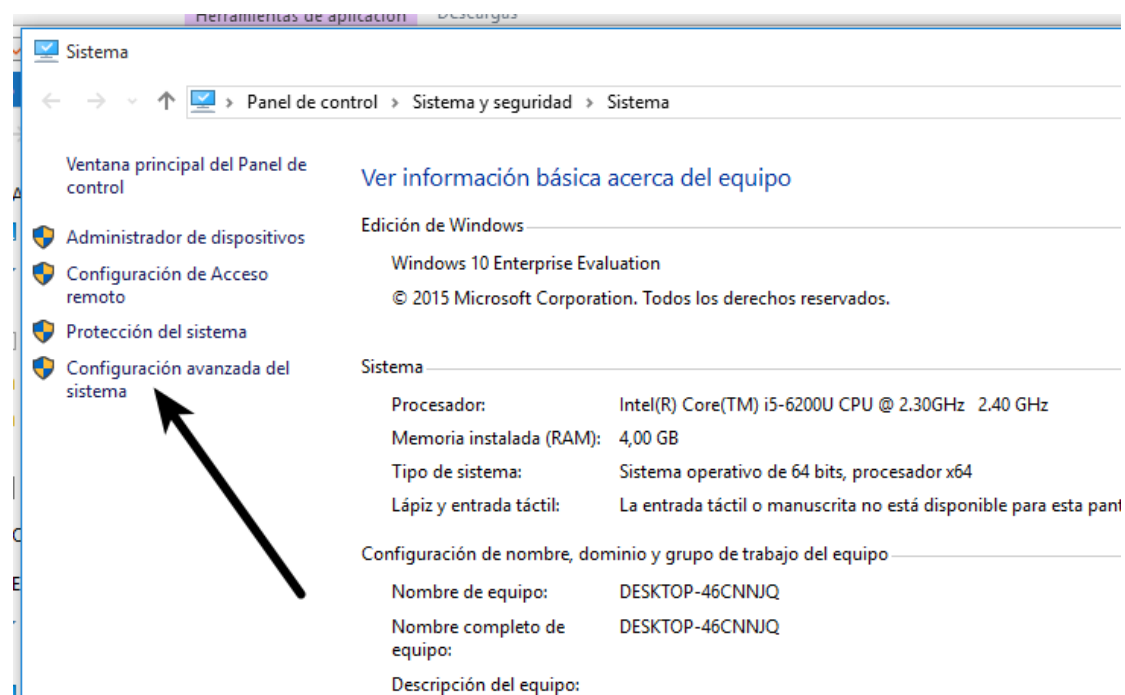 Herramientas de aplicación Descargas
Sistema
Panel de control > Sistema y seguridad > Sistema
Ventana principal del Panel de
control
Administrador de dispositivos
Configuración de Acceso
remoto
Protección del sistema
Configuración avanzada del
sistema
Ver información básica acerca del equipo
Edición de Windows
Windows 10 Enterprise Evaluation
© 2015 Microsoft Corporation. Todos los derechos reservados.
Sistema
Procesador: Intel(R) Core(TM) i5-6200U CPU @ 2.30GHz 2.40 GHz
Memoria instalada (RAM): 4,00 GB
Tipo de sistema: Sistema operativo de 64 bits, procesador x64
Lápiz y entrada táctil: La entrada táctil o manuscrita no está disponible para esta pant
Configuración de nombre, dominio y grupo de trabajo del equipo
Nombre de equipo: DESKTOP-46CNNJQ
Nombre completo de DESKTOP-46CNNJQ
equipo:
Descripción del equipo: